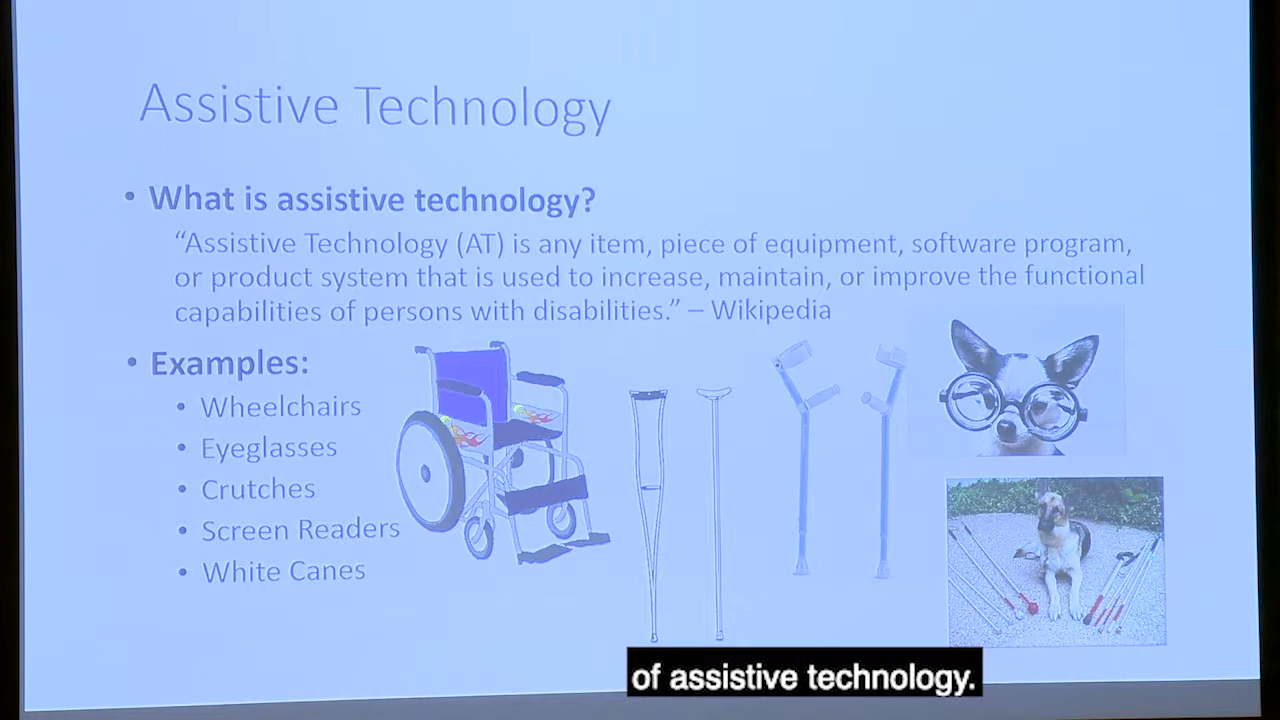 Assistive Technology
• What is assistive technology?
“Assistive Technology (AT) is any item, piece of equipment, software program,
or product system that is used to increase, maintain, or improve the functional
capabilities of persons with disabilities.” – Wikipedia
• Examples:
• Wheelchairs
• Eyeglasses
• Crutches
• Screen Readers
• White Canes
of assistive technology.